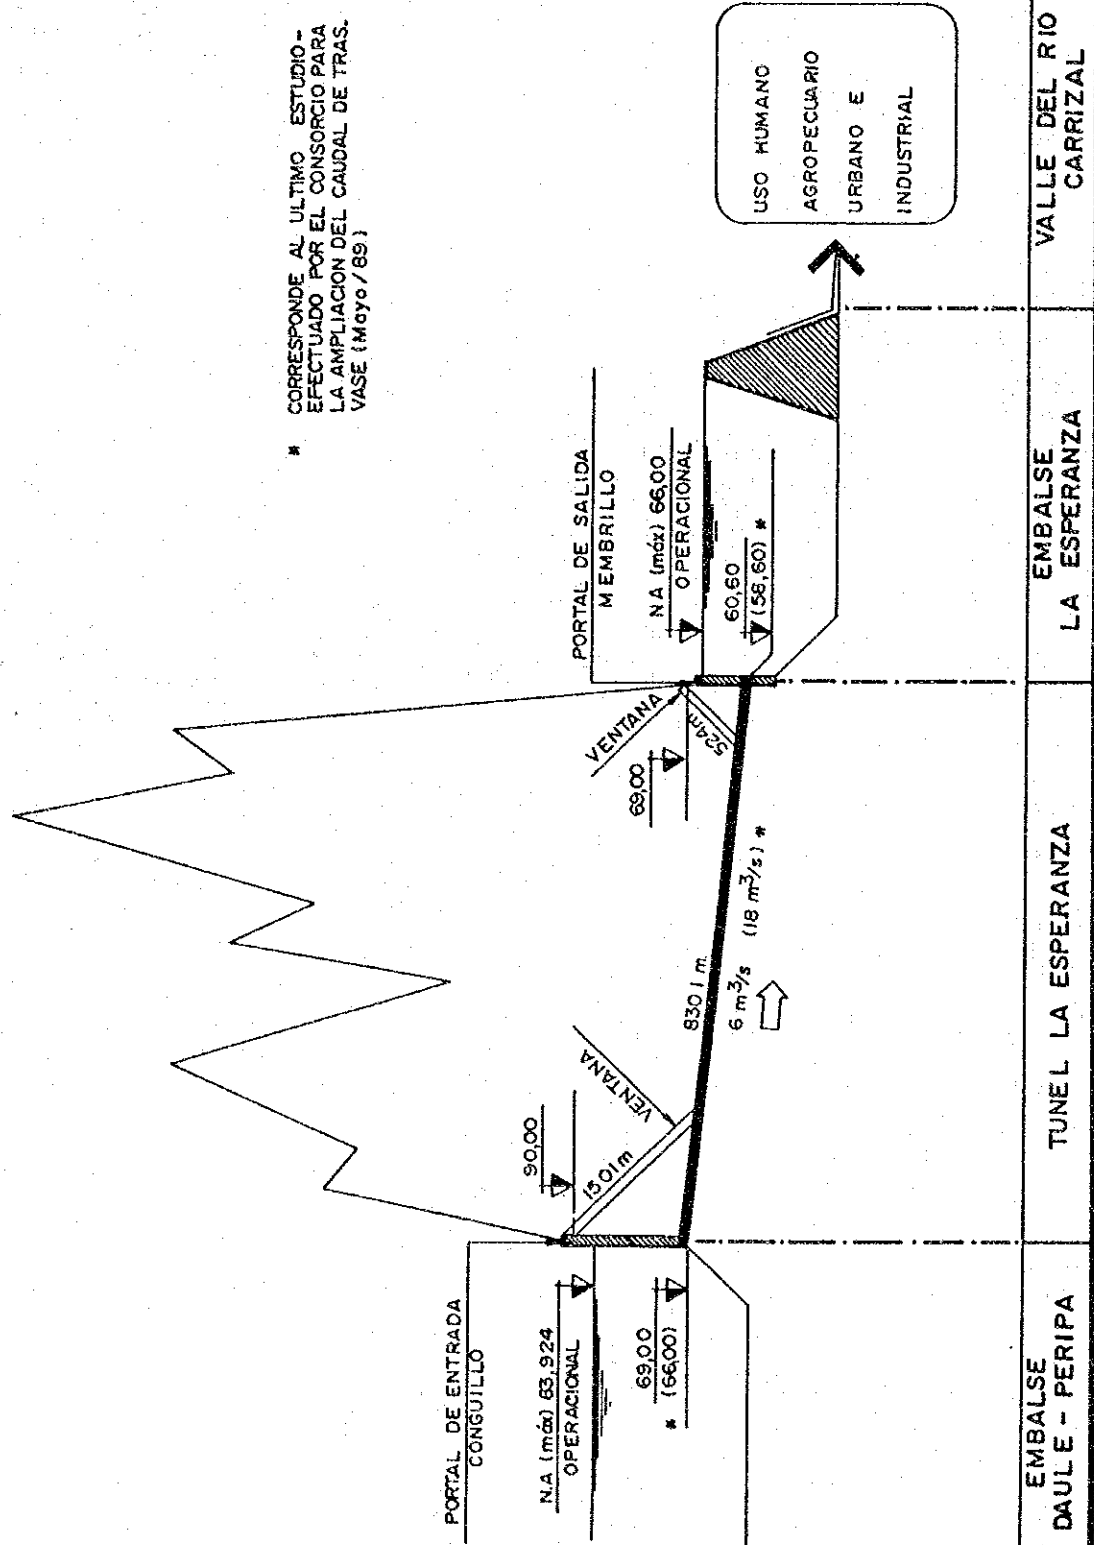 * CORRESPONDE AL ULTIMO ESTUDIO-
EFECTUADO POR EL CONSORCIO PARA
LA AMPLIACION DEL CAUDAL DE TRAS.
VASE (Mayo/89)
PORTAL DE ENTRADA
CONGUILLO
N.A (máx) 83,924
OPERACIONAL
69,00
* (66,00)
90,00
1501 m
VENTANA
8301 m.
6 m³/s (18 m³/s) *
69,00
VENTANA
524m
PORTAL DE SALIDA
MEMBRILLO
NA (máx) 66,00
OPERACIONAL
60,60
(58,60) *
USO HUMANO
AGROPECUARIO
URBANO E
INDUSTRIAL
EMBALSE
DAULE - PERIPA
TUNEL LA ESPERANZA
EMBALSE
LA ESPERANZA
VALLE DEL RIO
CARRIZAL